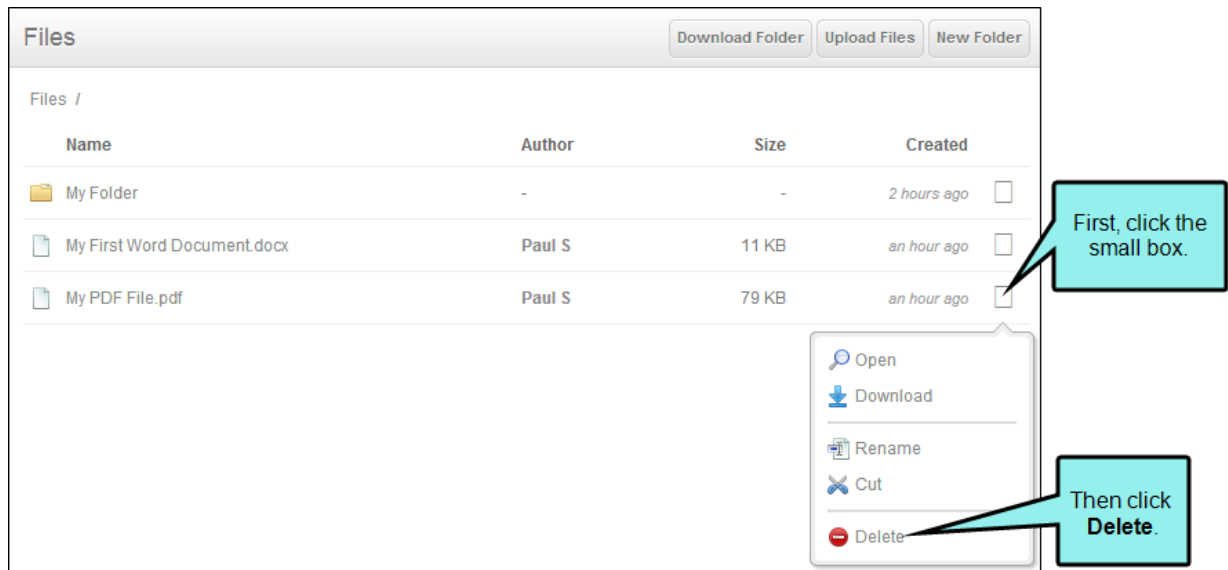 Files Download Folder Upload Files New Folder
Files /
Name Author Size Created
My Folder - - 2 hours ago
My First Word Document.docx Paul S 11 KB an hour ago
My PDF File.pdf Paul S 79 KB an hour ago
First, click the
small box.
Open
Download
Rename
Cut
Delete
Then click
Delete.